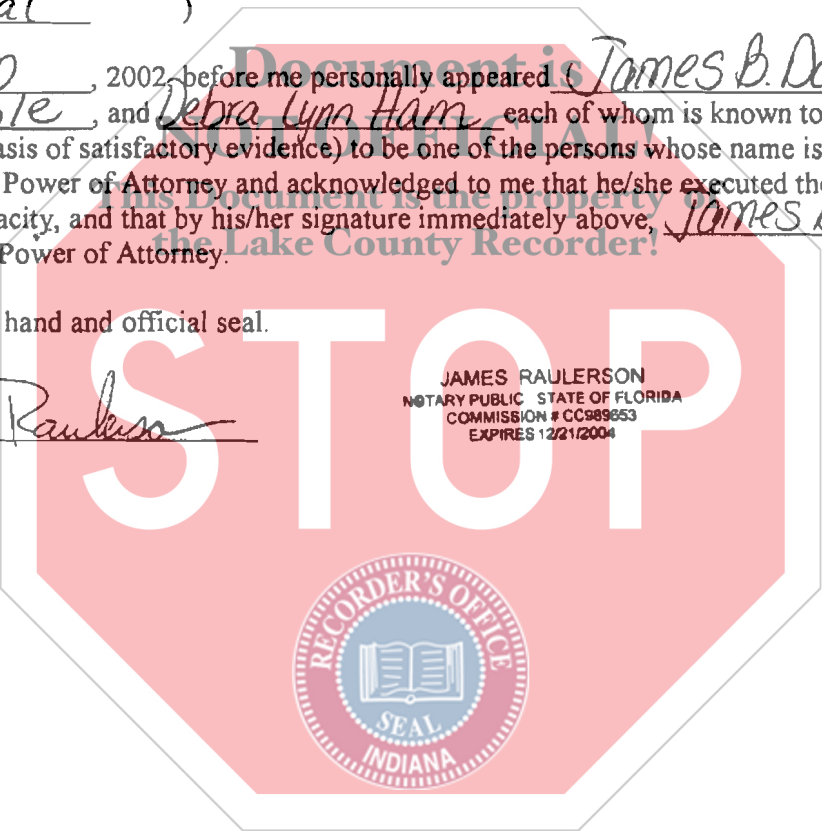 , 2002, before me personally appeared (James B. Do
, and Debra Lynn Ham each of whom is known to
asis of satisfactory evidence) to be one of the persons whose name is
Power of Attorney and acknowledged to me that he/she executed the
acity, and that by his/her signature immediately above, James
Power of Attorney.
hand and official seal.
Raulerson
JAMES RAULERSON
NOTARY PUBLIC STATE OF FLORIDA
COMMISSION # CC989653
EXPIRES 12/21/2004
Document is
NOT OFFICIAL!
This Document is the property of
the Lake County Recorder!
STOP
RECORDER'S OFFICE
SEAL
INDIANA